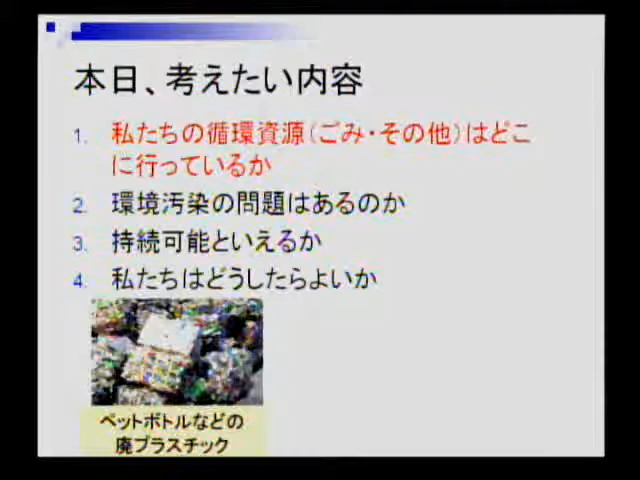 本日、考えたい内容
1. 私たちの循環資源(ごみ・その他)はどこ
に行っているか
2. 環境汚染の問題はあるのか
3. 持続可能といえるか
4. 私たちはどうしたらよいか
ペットボトルなどの
廃プラスチック